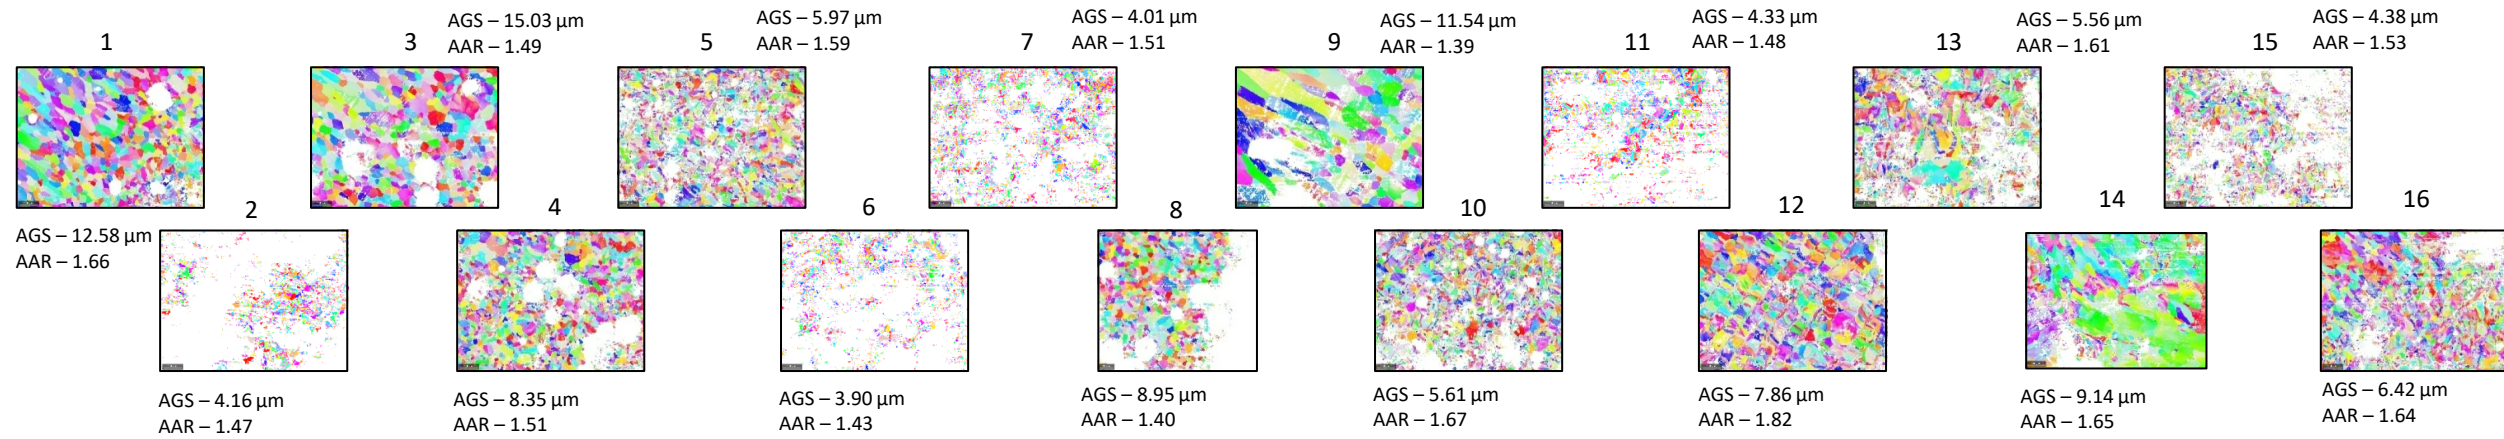 1
AGS – 12.58 µm
AAR – 1.66
2
AGS – 4.16 µm
AAR – 1.47
3
AGS – 15.03 µm
AAR – 1.49
4
AGS – 8.35 µm
AAR – 1.51
5
AGS – 5.97 µm
AAR – 1.59
6
AGS – 3.90 µm
AAR – 1.43
7
AGS – 4.01 µm
AAR – 1.51
8
AGS – 8.95 µm
AAR – 1.40
9
AGS – 11.54 µm
AAR – 1.39
10
AGS – 5.61 µm
AAR – 1.67
11
AGS – 4.33 µm
AAR – 1.48
12
AGS – 7.86 µm
AAR – 1.82
13
AGS – 5.56 µm
AAR – 1.61
14
AGS – 9.14 µm
AAR – 1.65
15
AGS – 4.38 µm
AAR – 1.53
16
AGS – 6.42 µm
AAR – 1.64